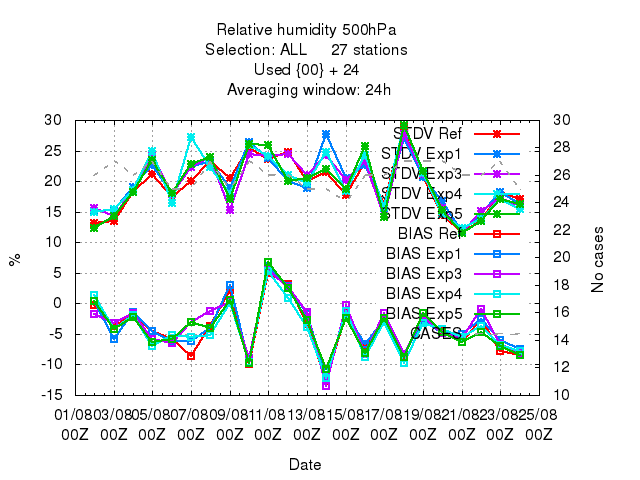 Relative humidity 500hPa
Selection: ALL 27 stations
Used {00} + 24
Averaging window: 24h
30 25 20 15 10 5 0 -5 -10 -15
%
30 28 26 24 22 20 18 16 14 12 10
No cases
STDV Ref
STDV Exp1
STDV Exp3
STDV Exp4
STDV Exp5
BIAS Ref
BIAS Exp1
BIAS Exp3
BIAS Exp4
BIAS Exp5
CASES
01/08 03/08 05/08 07/08 09/08 11/08 13/08 15/08 17/08 19/08 21/08 23/08 25/08
00Z 00Z 00Z 00Z 00Z 00Z 00Z 00Z 00Z 00Z 00Z 00Z 00Z
Date